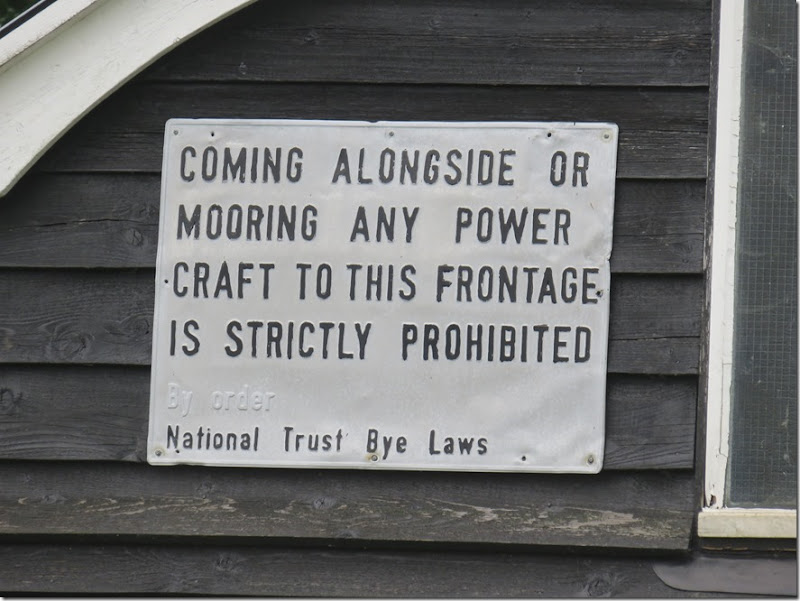 COMING ALONGSIDE OR
MOORING ANY POWER
CRAFT TO THIS FRONTAGE
IS STRICTLY PROHIBITED
By order
National Trust Bye Laws